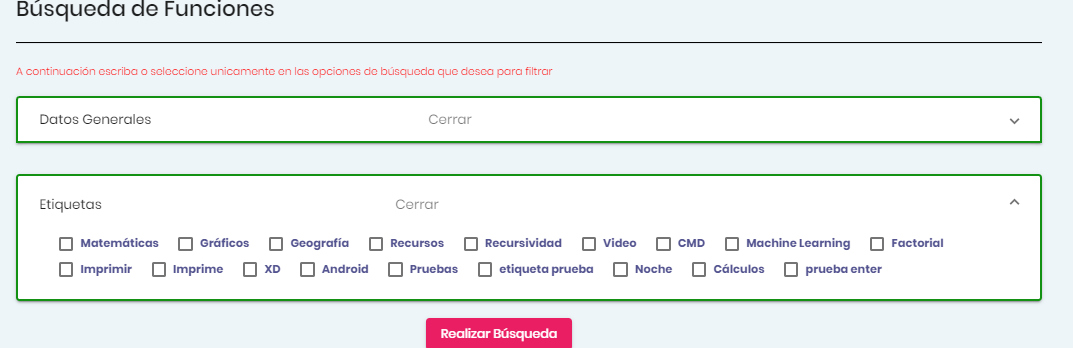 Búsqueda de Funciones
A continuación escriba o seleccione unicamente en las opciones de búsqueda que desea para filtrar
Datos Generales Cerrar
Etiquetas Cerrar
Matemáticas Gráficos Geografía Recursos Recursividad Video CMD Machine Learning Factorial
Imprimir Imprime XD Android Pruebas etiqueta prueba Noche Cálculos prueba enter
Realizar Búsqueda